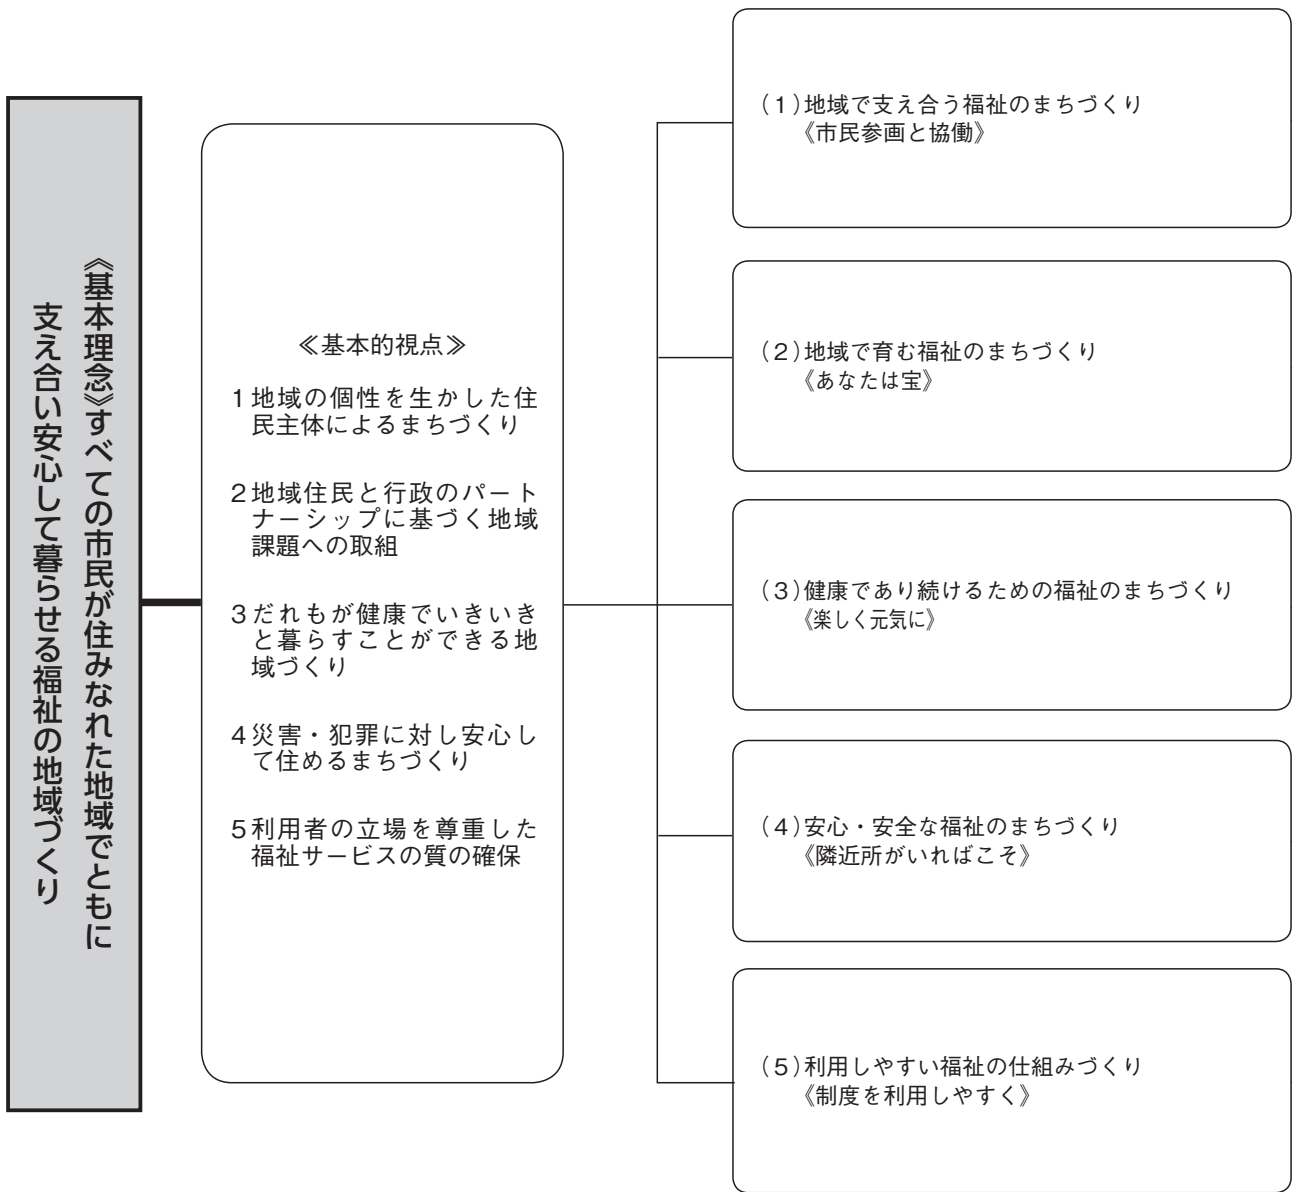 《基本理念》すべての市民が住みなれた地域でともに
支え合い安心して暮らせる福祉の地域づくり
≪基本的視点≫
1地域の個性を生かした住
民主体によるまちづくり
2地域住民と行政のパート
ナーシップに基づく地域
課題への取組
3だれもが健康でいきいき
と暮らすことができる地
域づくり
4災害・犯罪に対し安心し
て住めるまちづくり
5利用者の立場を尊重した
福祉サービスの質の確保
(1)地域で支え合う福祉のまちづくり
《市民参画と協働》
(2)地域で育む福祉のまちづくり
《あなたは宝》
(3)健康であり続けるための福祉のまちづくり
《楽しく元気に》
(4)安心・安全な福祉のまちづくり
《隣近所がいればこそ》
(5)利用しやすい福祉の仕組みづくり
《制度を利用しやすく》